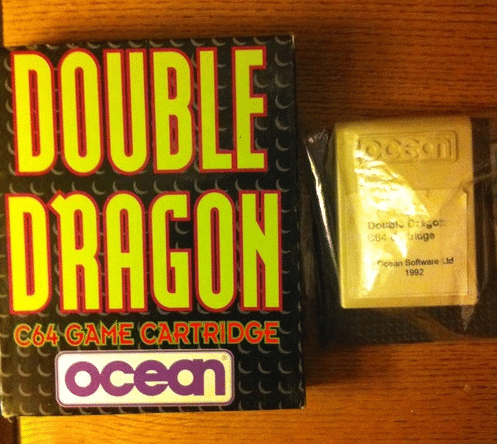 DOUBLE
DRAGON
C64 GAME CARTRIDGE
ocean
ocean
Double Dragon
C64 Cartridge
Ocean Software Ltd
1992